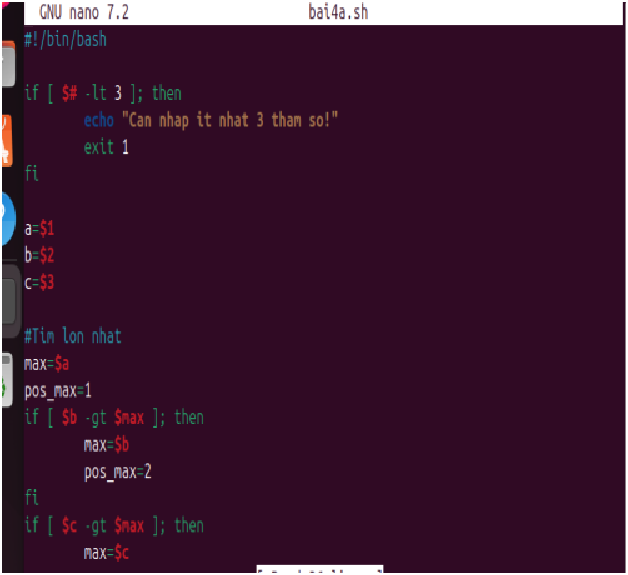 GNU nano 7.2 bai4a.sh
#!/bin/bash
if [ $# -lt 3 ]; then
echo "Can nhap it nhat 3 tham so!"
exit 1
fi
a=$1
b=$2
c=$3
#Tim lon nhat
max=$a
pos_max=1
if [ $b -gt $max ]; then
max=$b
pos_max=2
fi
if [ $c -gt $max ]; then
max=$c